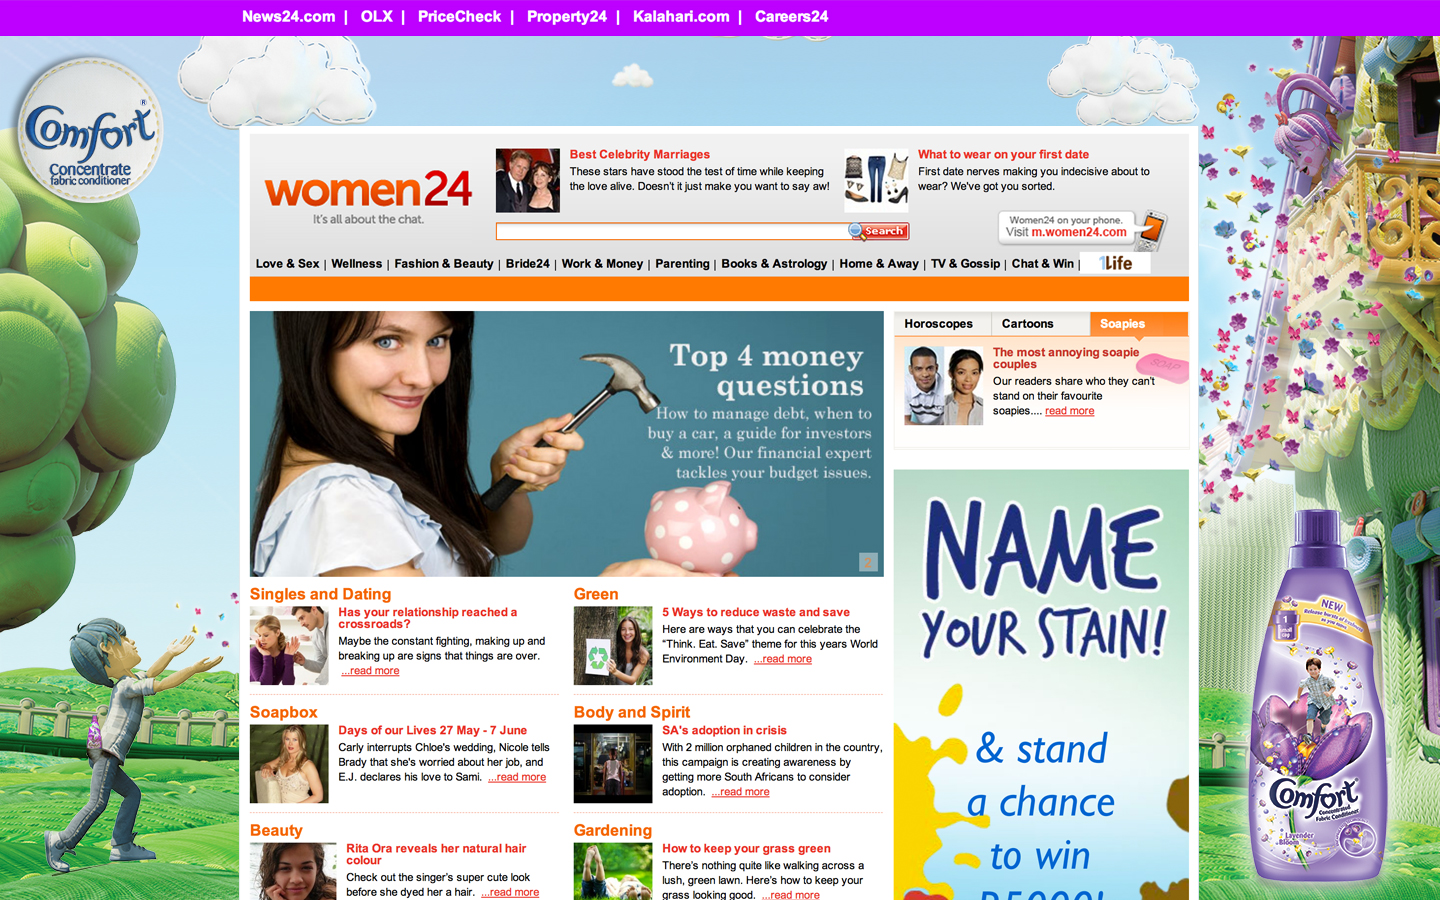 News24.com | OLX | PriceCheck | Property24 | Kalahari.com | Careers24
Comfort
®
Concentrate
fabric conditioner
women24
It's all about the chat.
Best Celebrity Marriages
These stars have stood the test of time while keeping
the love alive. Doesn't it just make you want to say aw!
What to wear on your first date
First date nerves making you indecisive about to
wear? We've got you sorted.
Search
Women24 on your phone.
Visit m.women24.com
Love & Sex | Wellness | Fashion & Beauty | Bride24 | Work & Money | Parenting | Books & Astrology | Home & Away | TV & Gossip | Chat & Win | 1Life
Top 4 money
questions
How to manage debt, when to
buy a car, a guide for investors
& more! Our financial expert
tackles your budget issues.
2
Horoscopes
Cartoons
Soapies
The most annoying soapie
couples
Our readers share who they can't
stand on their favourite
soapies.... read more
SOAP
Singles and Dating
Has your relationship reached a
crossroads?
Maybe the constant fighting, making up and
breaking up are signs that things are over.
...read more
Green
5 Ways to reduce waste and save
Here are ways that you can celebrate the
"Think. Eat. Save" theme for this years World
Environment Day. ...read more
Soapbox
Days of our Lives 27 May - 7 June
Carly interrupts Chloe's wedding, Nicole tells
Brady that she's worried about her job, and
E.J. declares his love to Sami. ...read more
Body and Spirit
SA's adoption in crisis
With 2 million orphaned children in the country,
this campaign is creating awareness by
getting more South Africans to consider
adoption. ...read more
Beauty
Rita Ora reveals her natural hair
colour
Check out the singer's super cute look
before she dyed her a hair. ...read more
Gardening
How to keep your grass green
There's nothing quite like walking across a
lush, green lawn. Here's how to keep your
grass looking good. ...read more
NAME
YOUR STAIN!
& stand
a chance
to win
R5000!
NEW
Release bursts of freshness
as you move.
1
Small
cap
Comfort
Concentrated
Fabric Conditioner
Lavender
Bloom